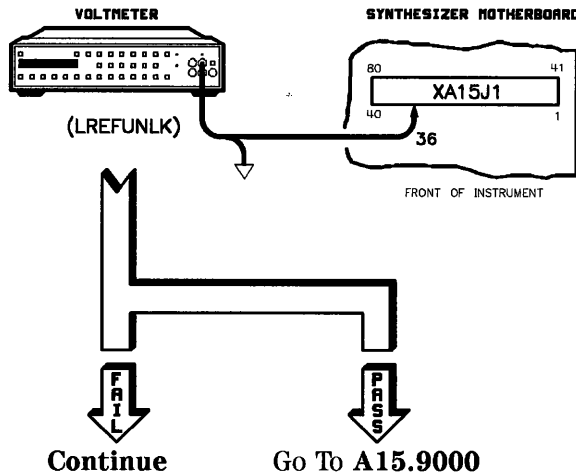 VOLTMETER
SYNTHESIZER MOTHERBOARD
80 41
XA15J1
40 1
(LREFUNLK)
36
FRONT OF INSTRUMENT
FAIL
PASS
Continue
Go To A15.9000